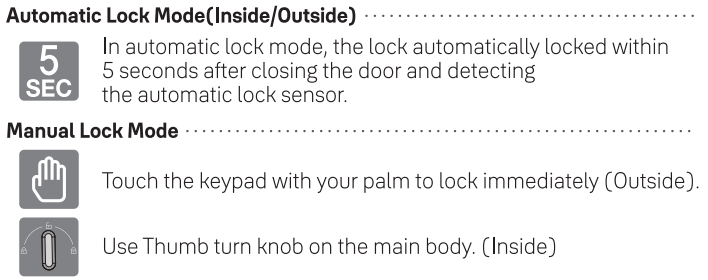 Automatic Lock Mode(Inside/Outside)
5
SEC
In automatic lock mode, the lock automatically locked within
5 seconds after closing the door and detecting
the automatic lock sensor.
Manual Lock Mode
Touch the keypad with your palm to lock immediately (Outside).
Use Thumb turn knob on the main body. (Inside)